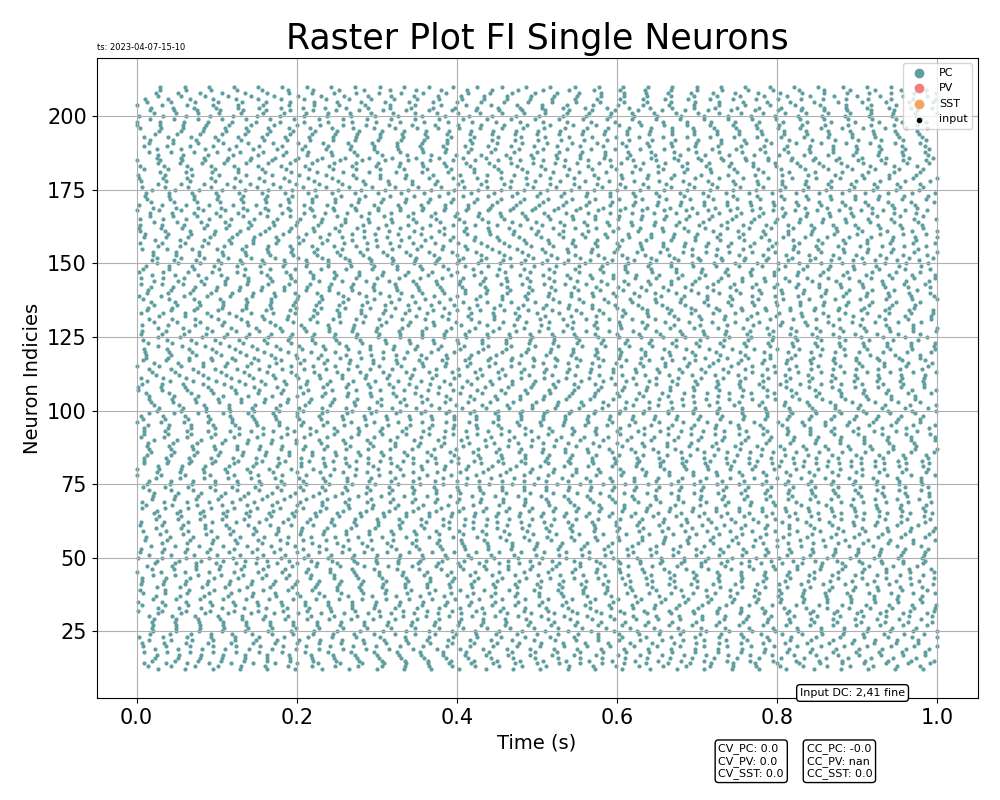 Raster Plot FI Single Neurons
ts: 2023-04-07-15-10
PC
PV
SST
input
200
175
150
125
100
75
50
25
Neuron Indicies
Input DC: 2,41 fine
0.0 0.2 0.4 0.6 0.8 1.0
Time (s)
CV_PC: 0.0
CV_PV: 0.0
CV_SST: 0.0
CC_PC: -0.0
CC_PV: nan
CC_SST: 0.0